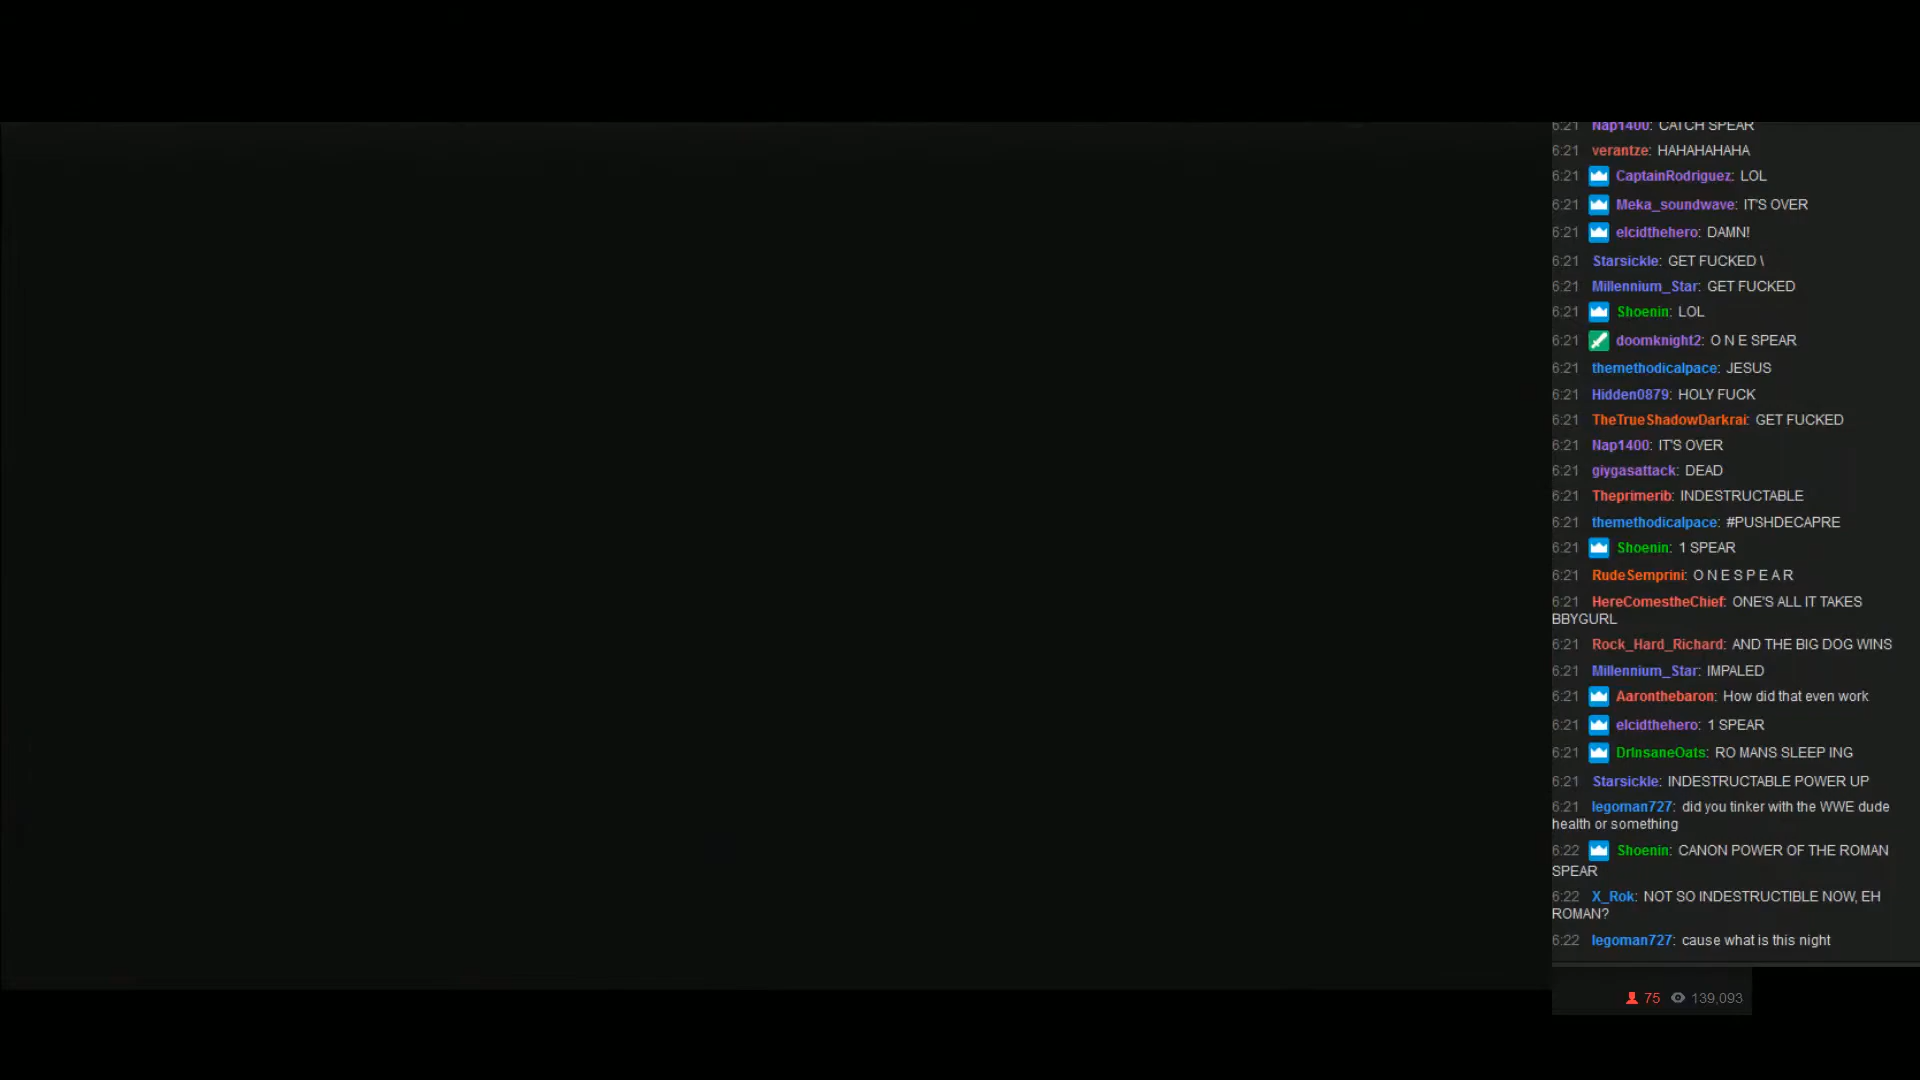 6:21 Nap1400: CATCH SPEAR
6:21 verantze: HAHAHAHAHA
6:21 CaptainRodriguez: LOL
6:21 Meka_soundwave: IT'S OVER
6:21 elcidthehero: DAMN!
6:21 Starsickle: GET FUCKED \
6:21 Millennium_Star: GET FUCKED
6:21 Shoenin: LOL
6:21 doomknight2: O N E SPEAR
6:21 themethodicalpace: JESUS
6:21 Hidden0879: HOLY FUCK
6:21 TheTrueShadowDarkrai: GET FUCKED
6:21 Nap1400: IT'S OVER
6:21 giygasattack: DEAD
6:21 Theprimerib: INDESTRUCTABLE
6:21 themethodicalpace: #PUSHDECAPRE
6:21 Shoenin: 1 SPEAR
6:21 RudeSemprini: O N E S P E A R
6:21 HereComestheChief: ONE'S ALL IT TAKES
BBYGURL
6:21 Rock_Hard_Richard: AND THE BIG DOG WINS
6:21 Millennium_Star: IMPALED
6:21 Aaronthebaron: How did that even work
6:21 elcidthehero: 1 SPEAR
6:21 DrInsaneOats: RO MANS SLEEP ING
6:21 Starsickle: INDESTRUCTABLE POWER UP
6:21 legoman727: did you tinker with the WWE dude
health or something
6:22 Shoenin: CANON POWER OF THE ROMAN
SPEAR
6:22 X_Rok: NOT SO INDESTRUCTIBLE NOW, EH
ROMAN?
6:22 legoman727: cause what is this night
75 139,093